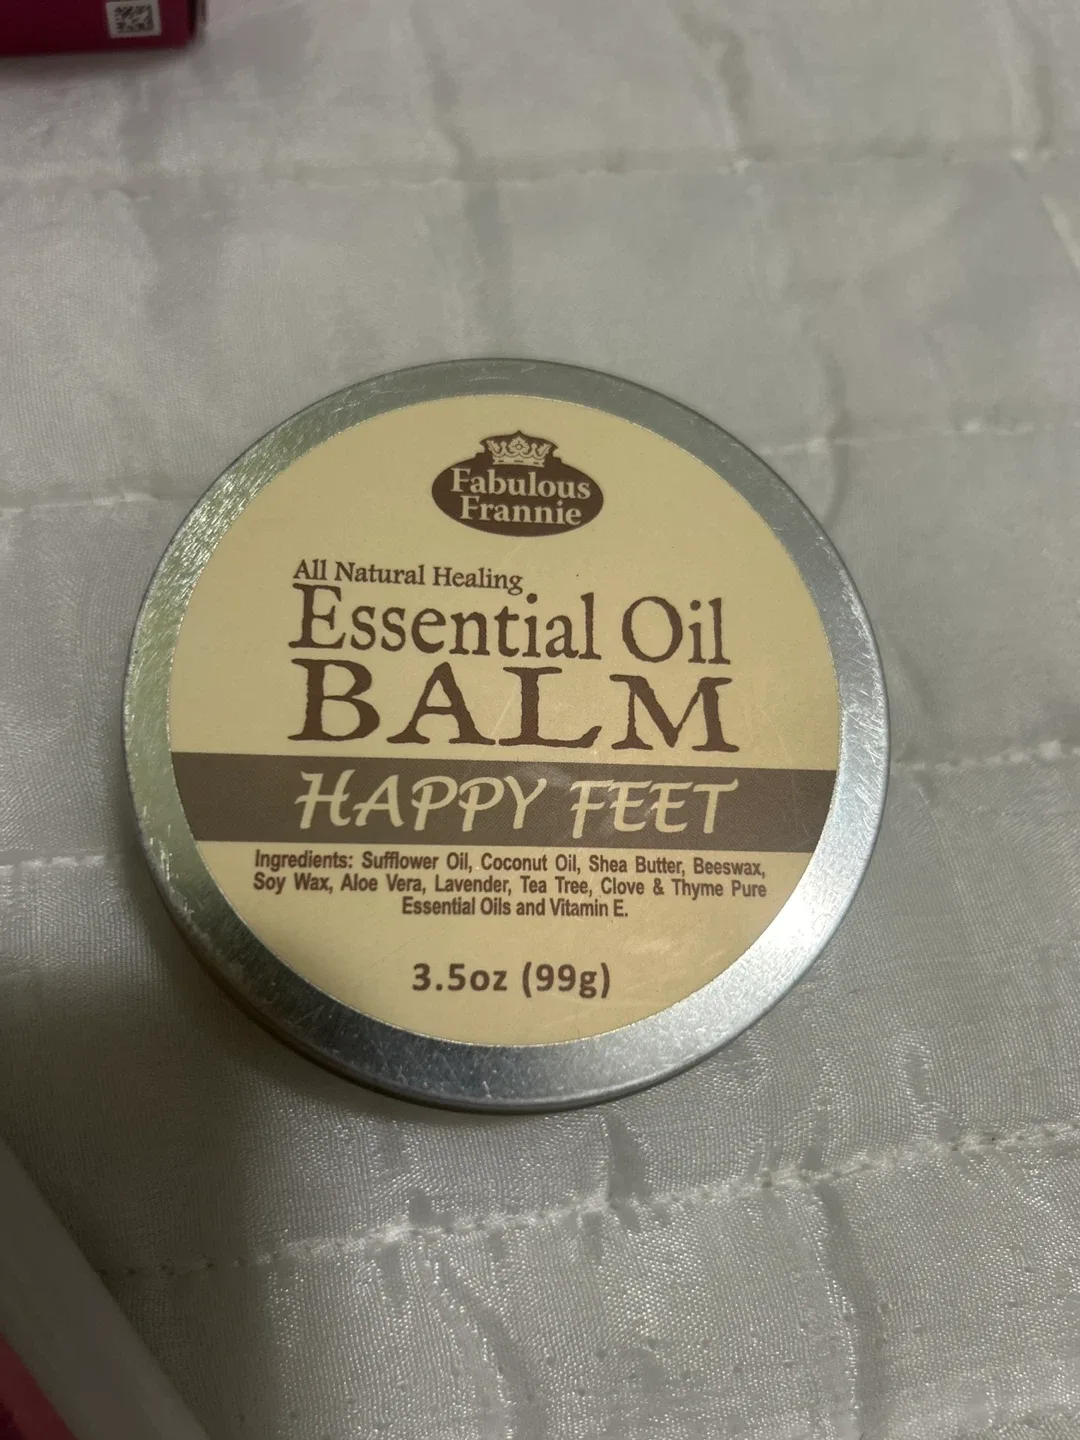 Fabulous
Frannie
All Natural Healing
Essential Oil
BALM
HAPPY FEET
Ingredients: Sufflower Oil, Coconut Oil, Shea Butter, Beeswax,
Soy Wax, Aloe Vera, Lavender, Tea Tree, Clove & Thyme Pure
Essential Oils and Vitamin E.
3.5oz (99g)